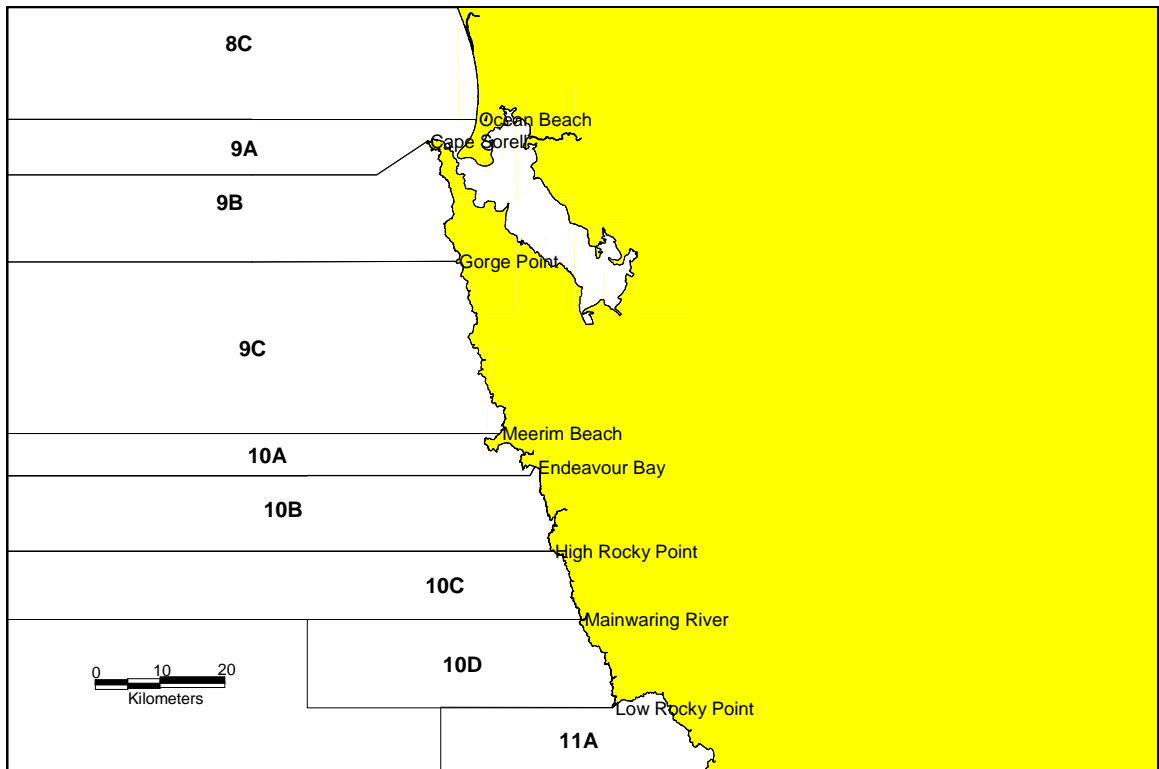 8C
Ocean Beach
Cape Sorell
9A
9B
Gorge Point
9C
Meerim Beach
10A
Endeavour Bay
10B
High Rocky Point
10C
Mainwaring River
10D
0 10 20
Kilometers
Low Rocky Point
11A